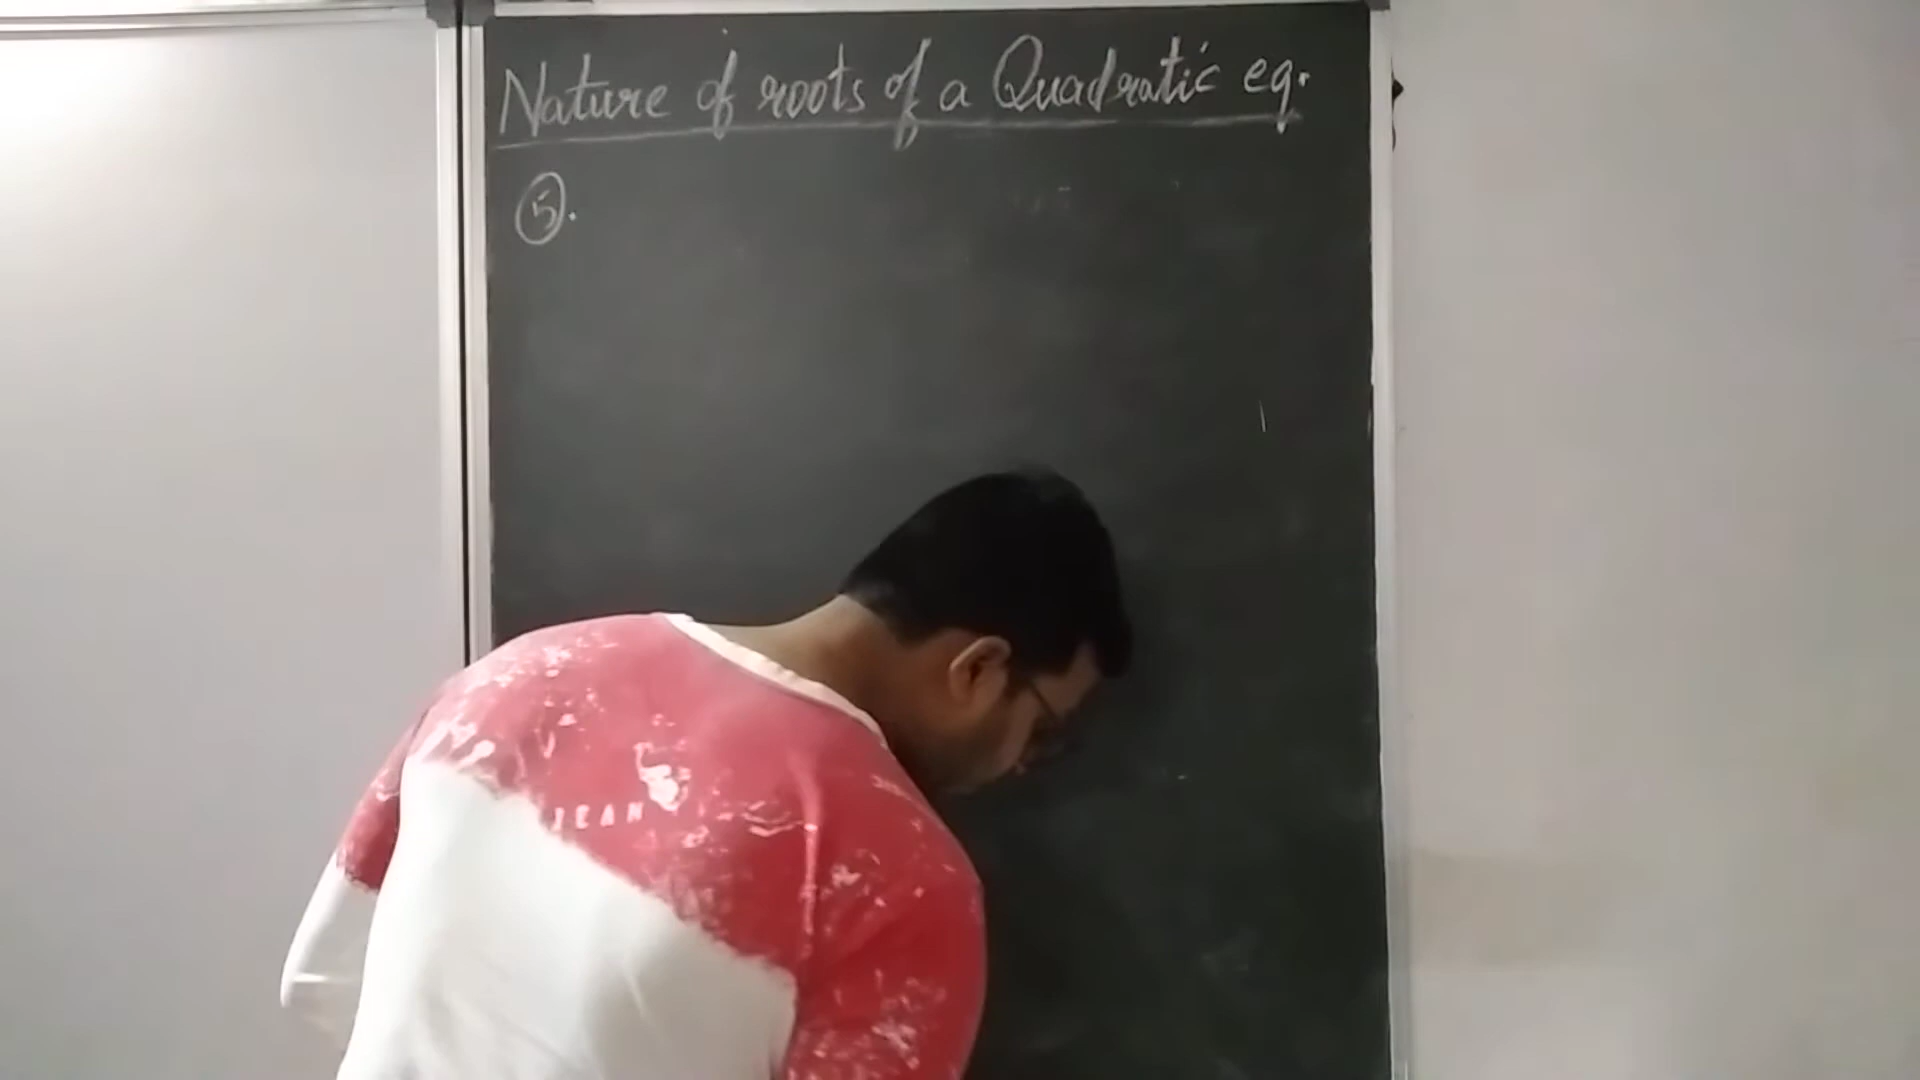 Nature of roots of a Quadratic eq.
5.